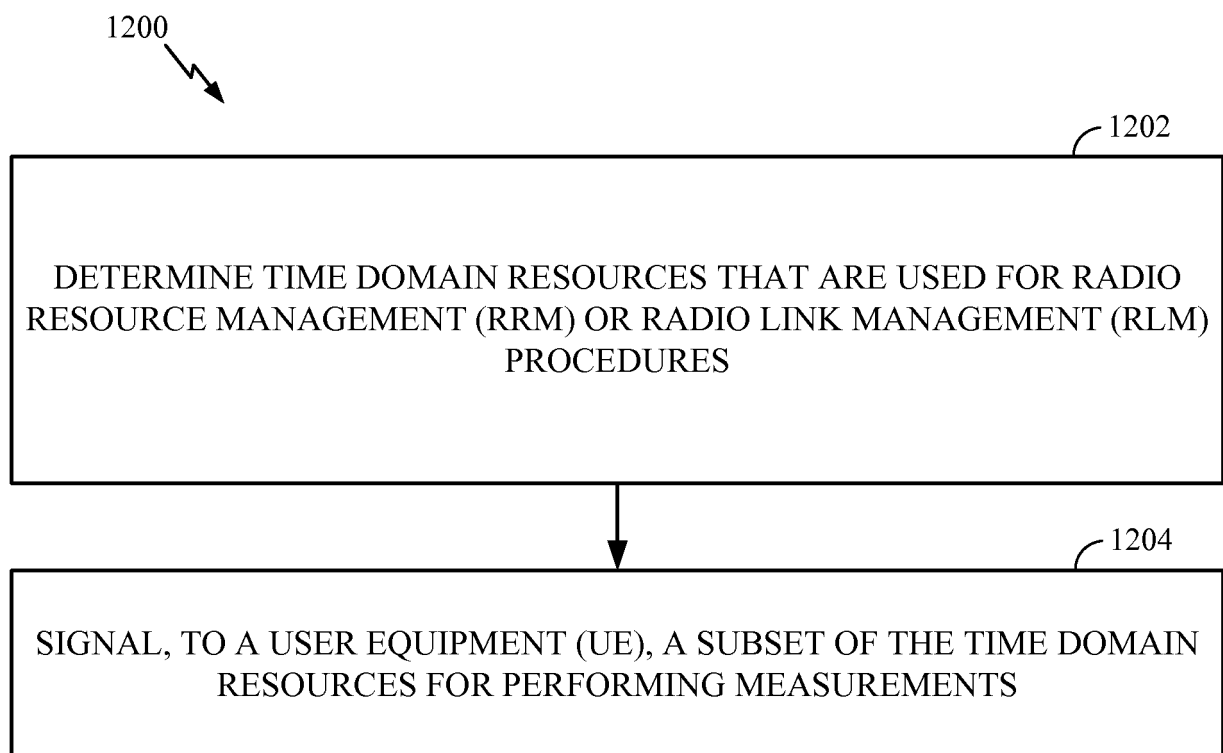 1200
1202
DETERMINE TIME DOMAIN RESOURCES THAT ARE USED FOR RADIO
RESOURCE MANAGEMENT (RRM) OR RADIO LINK MANAGEMENT (RLM)
PROCEDURES
1204
SIGNAL, TO A USER EQUIPMENT (UE), A SUBSET OF THE TIME DOMAIN
RESOURCES FOR PERFORMING MEASUREMENTS